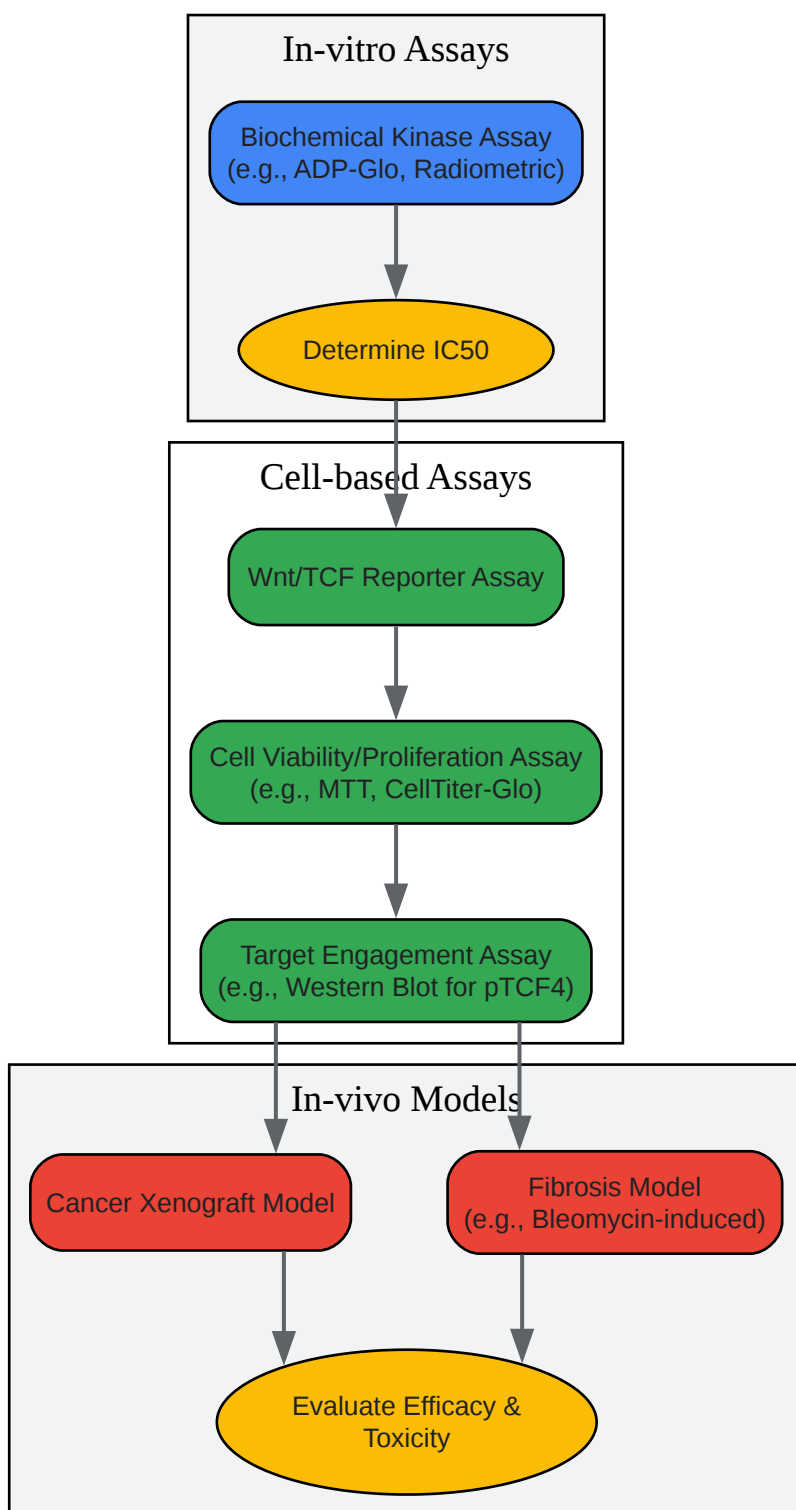 In-vitro Assays
Biochemical Kinase Assay
(e.g., ADP-Glo, Radiometric)
Determine IC50
Cell-based Assays
Wnt/TCF Reporter Assay
Cell Viability/Proliferation Assay
(e.g., MTT, CellTiter-Glo)
Target Engagement Assay
(e.g., Western Blot for pTCF4)
In-vivo Models
Cancer Xenograft Model
Fibrosis Model
(e.g., Bleomycin-induced)
Evaluate Efficacy &
Toxicity